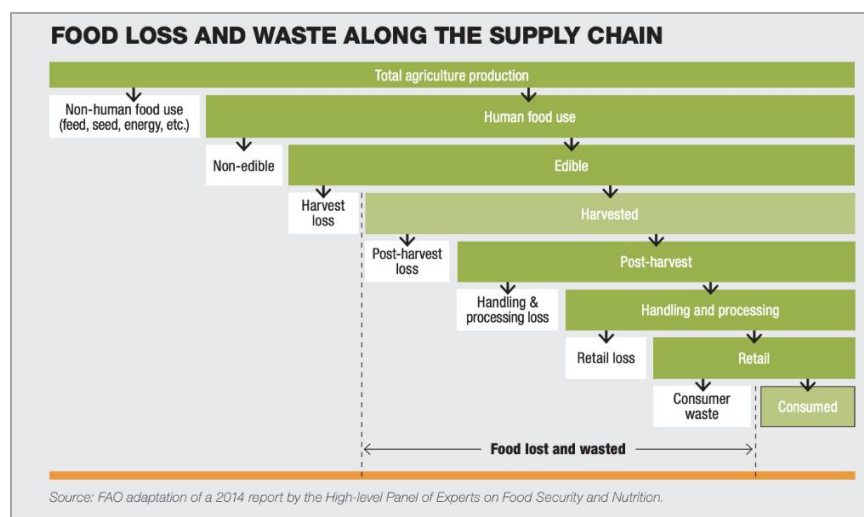 FOOD LOSS AND WASTE ALONG THE SUPPLY CHAIN
Total agriculture production
Non-human food use
(feed, seed, energy, etc.)
Human food use
Non-edible
Edible
Harvest
loss
Harvested
Post-harvest
loss
Post-harvest
Handling &
processing loss
Handling and processing
Retail loss
Retail
Consumer
waste
Consumed
Food lost and wasted
Source: FAO adaptation of a 2014 report by the High-level Panel of Experts on Food Security and Nutrition.